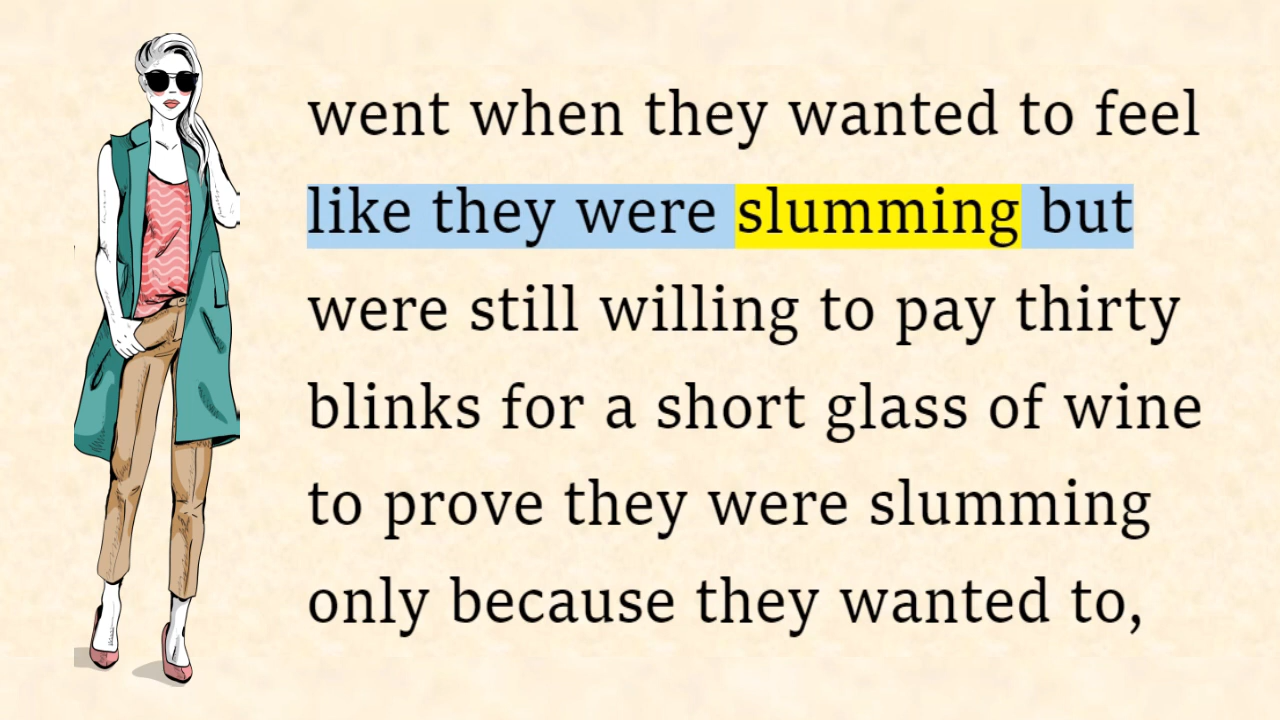 went when they wanted to feel
like they were slumming but
were still willing to pay thirty
blinks for a short glass of wine
to prove they were slumming
only because they wanted to,